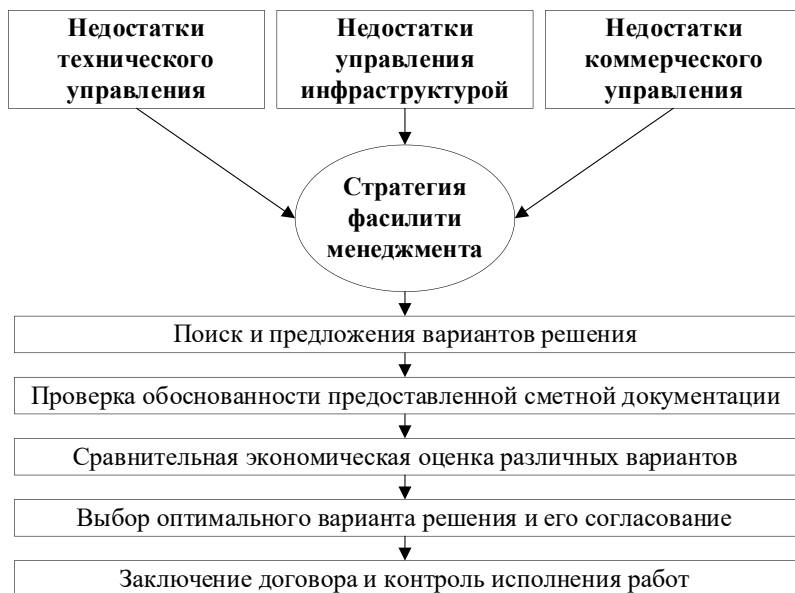 Недостатки
технического
управления
Недостатки
управления
инфраструктурой
Недостатки
коммерческого
управления
Стратегия
фасилити
менеджмента
Поиск и предложения вариантов решения
Проверка обоснованности предоставленной сметной документации
Сравнительная экономическая оценка различных вариантов
Выбор оптимального варианта решения и его согласование
Заключение договора и контроль исполнения работ